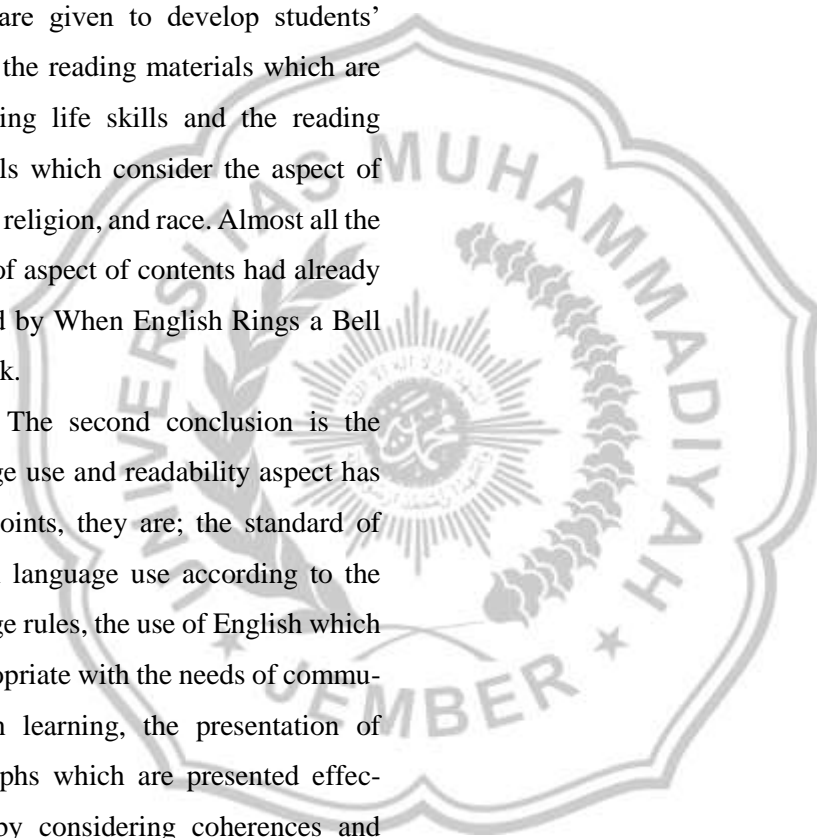 are given to develop students’
the reading materials which are
ing life skills and the reading
ls which consider the aspect of
religion, and race. Almost all the
of aspect of contents had already
d by When English Rings a Bell
k.
The second conclusion is the
ge use and readability aspect has
oints, they are; the standard of
language use according to the
ge rules, the use of English which
opriate with the needs of commu-
n learning, the presentation of
phs which are presented effec-
by considering coherences and
UNIVERSITAS MUHAMMADIYAH
JEMBER